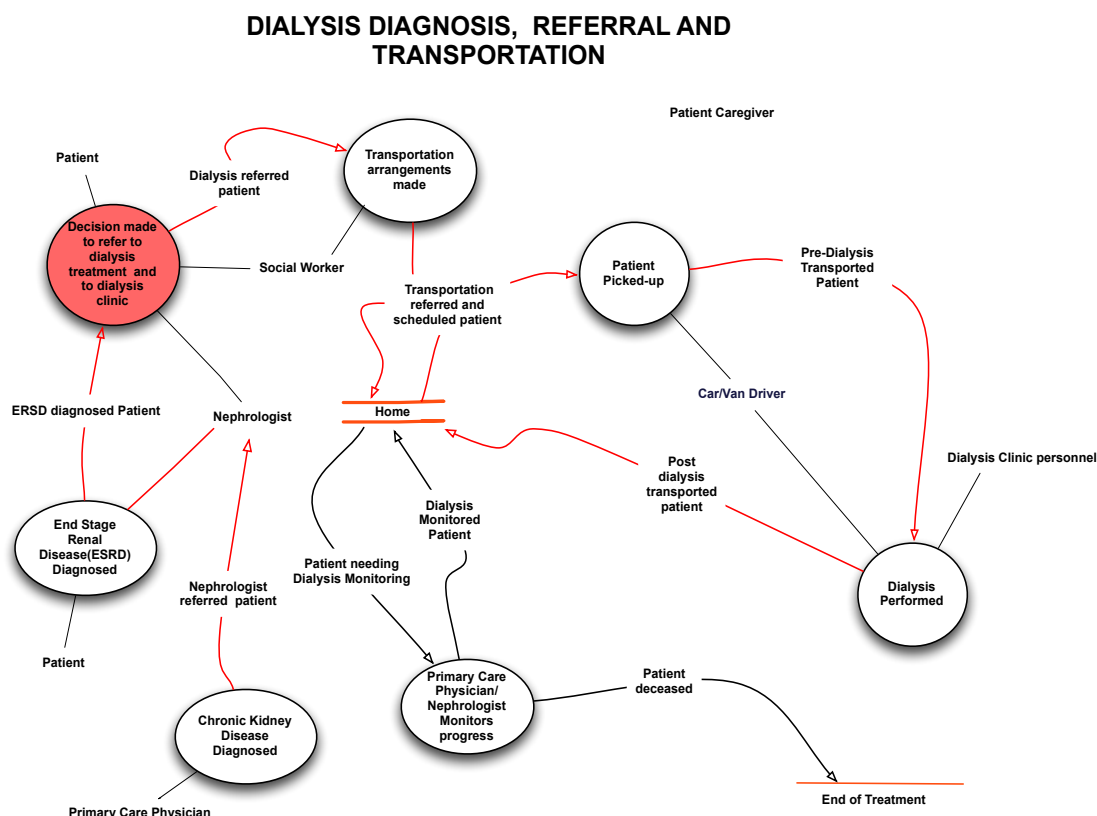 DIALYSIS DIAGNOSIS,  REFERRAL AND
TRANSPORTATION
Patient Caregiver
Patient
Dialysis referred
patient
Transportation
arrangements
made
Decision made
to refer to
dialysis
treatment  and
to dialysis
clinic
Social Worker
Patient
Picked-up
Pre-Dialysis
Transported
Patient
Transportation
referred and
scheduled patient
Car/Van Driver
ERSD diagnosed Patient
Nephrologist
Home
Dialysis Clinic personnel
Post
dialysis
transported
patient
End Stage
Renal
Disease(ESRD)
Diagnosed
Dialysis
Monitored
Patient
Patient needing
Dialysis Monitoring
Nephrologist
referred  patient
Dialysis
Performed
Patient
Primary Care
Physician/
Nephrologist
Monitors
progress
Patient
deceased
Chronic Kidney
Disease
Diagnosed
End of Treatment
Primary Care Physician